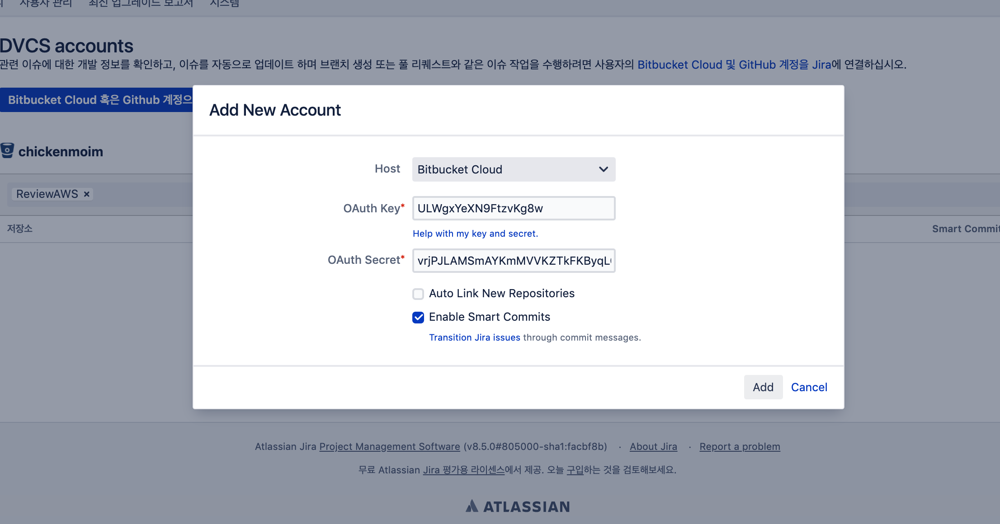 사용자 관리 최신 업그레이드 보고서 시스템
DVCS accounts
관련 이슈에 대한 개발 정보를 확인하고, 이슈를 자동으로 업데이트 하며 브랜치 생성 또는 풀 리퀘스트와 같은 이슈 작업을 수행하려면 사용자의 Bitbucket Cloud 및 GitHub 계정을 Jira에 연결하십시오.
Bitbucket Cloud 혹은 Github 계정으
Add New Account
chickenmoim
Host Bitbucket Cloud
ReviewAWS ×
OAuth Key* ULWgxYeXN9FtzvKg8w
저장소 Smart Commit
Help with my key and secret.
OAuth Secret* vrjPJLAMSmAYKmMVVKZTkFKByqL
Auto Link New Repositories
Enable Smart Commits
Transition Jira issues through commit messages.
Add Cancel
Atlassian Jira Project Management Software (v8.5.0#805000-sha1:facbf8b) · About Jira · Report a problem
무료 Atlassian Jira 평가용 라이센스에서 제공. 오늘 구입하는 것을 검토해보세요.
ATLASSIAN